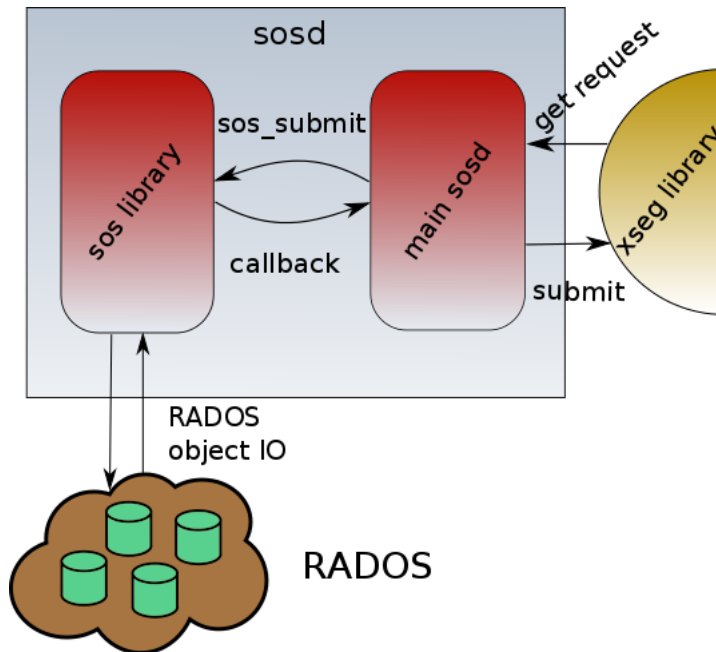 sosd
get request
sos_submit
sos library
main sosd
xseg library
callback
submit
RADOS
object IO
RADOS